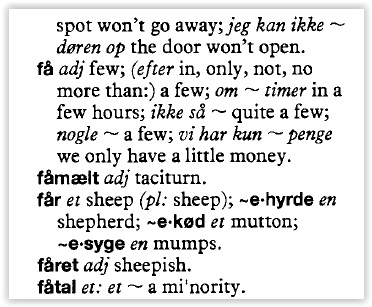 spot won't go away; jeg kan ikke ~
døren op the door won't open.
få adj few; (efter in, only, not, no
more than:) a few; om ~ timer in a
few hours; ikke så ~ quite a few;
nogle ~ a few; vi har kun ~ penge
we only have a little money.
fåmælt adj taciturn.
får et sheep (pl: sheep); ~e·hyrde en
shepherd; ~e·kød et mutton;
~e·syge en mumps.
fåret adj sheepish.
fåtal et: et ~ a mi'nority.